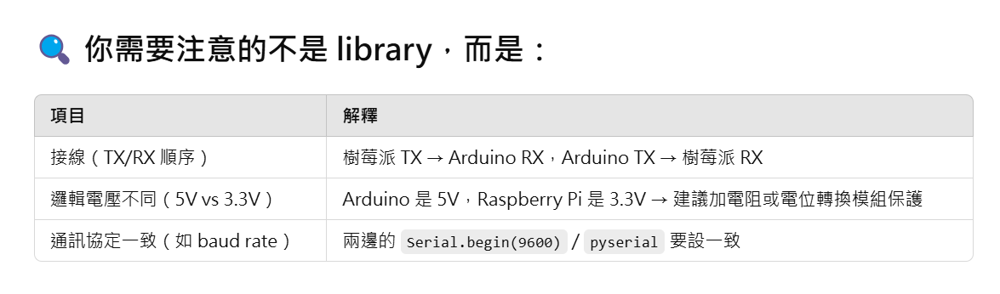 🔍 你需要注意的不是 library，而是：
項目 解釋
接線（TX/RX 順序） 樹莓派 TX → Arduino RX，Arduino TX → 樹莓派 RX
邏輯電壓不同（5V vs 3.3V） Arduino 是 5V，Raspberry Pi 是 3.3V → 建議加電阻或電位轉換模組保護
通訊協定一致（如 baud rate） 兩邊的 Serial.begin(9600) / pyserial 要設一致